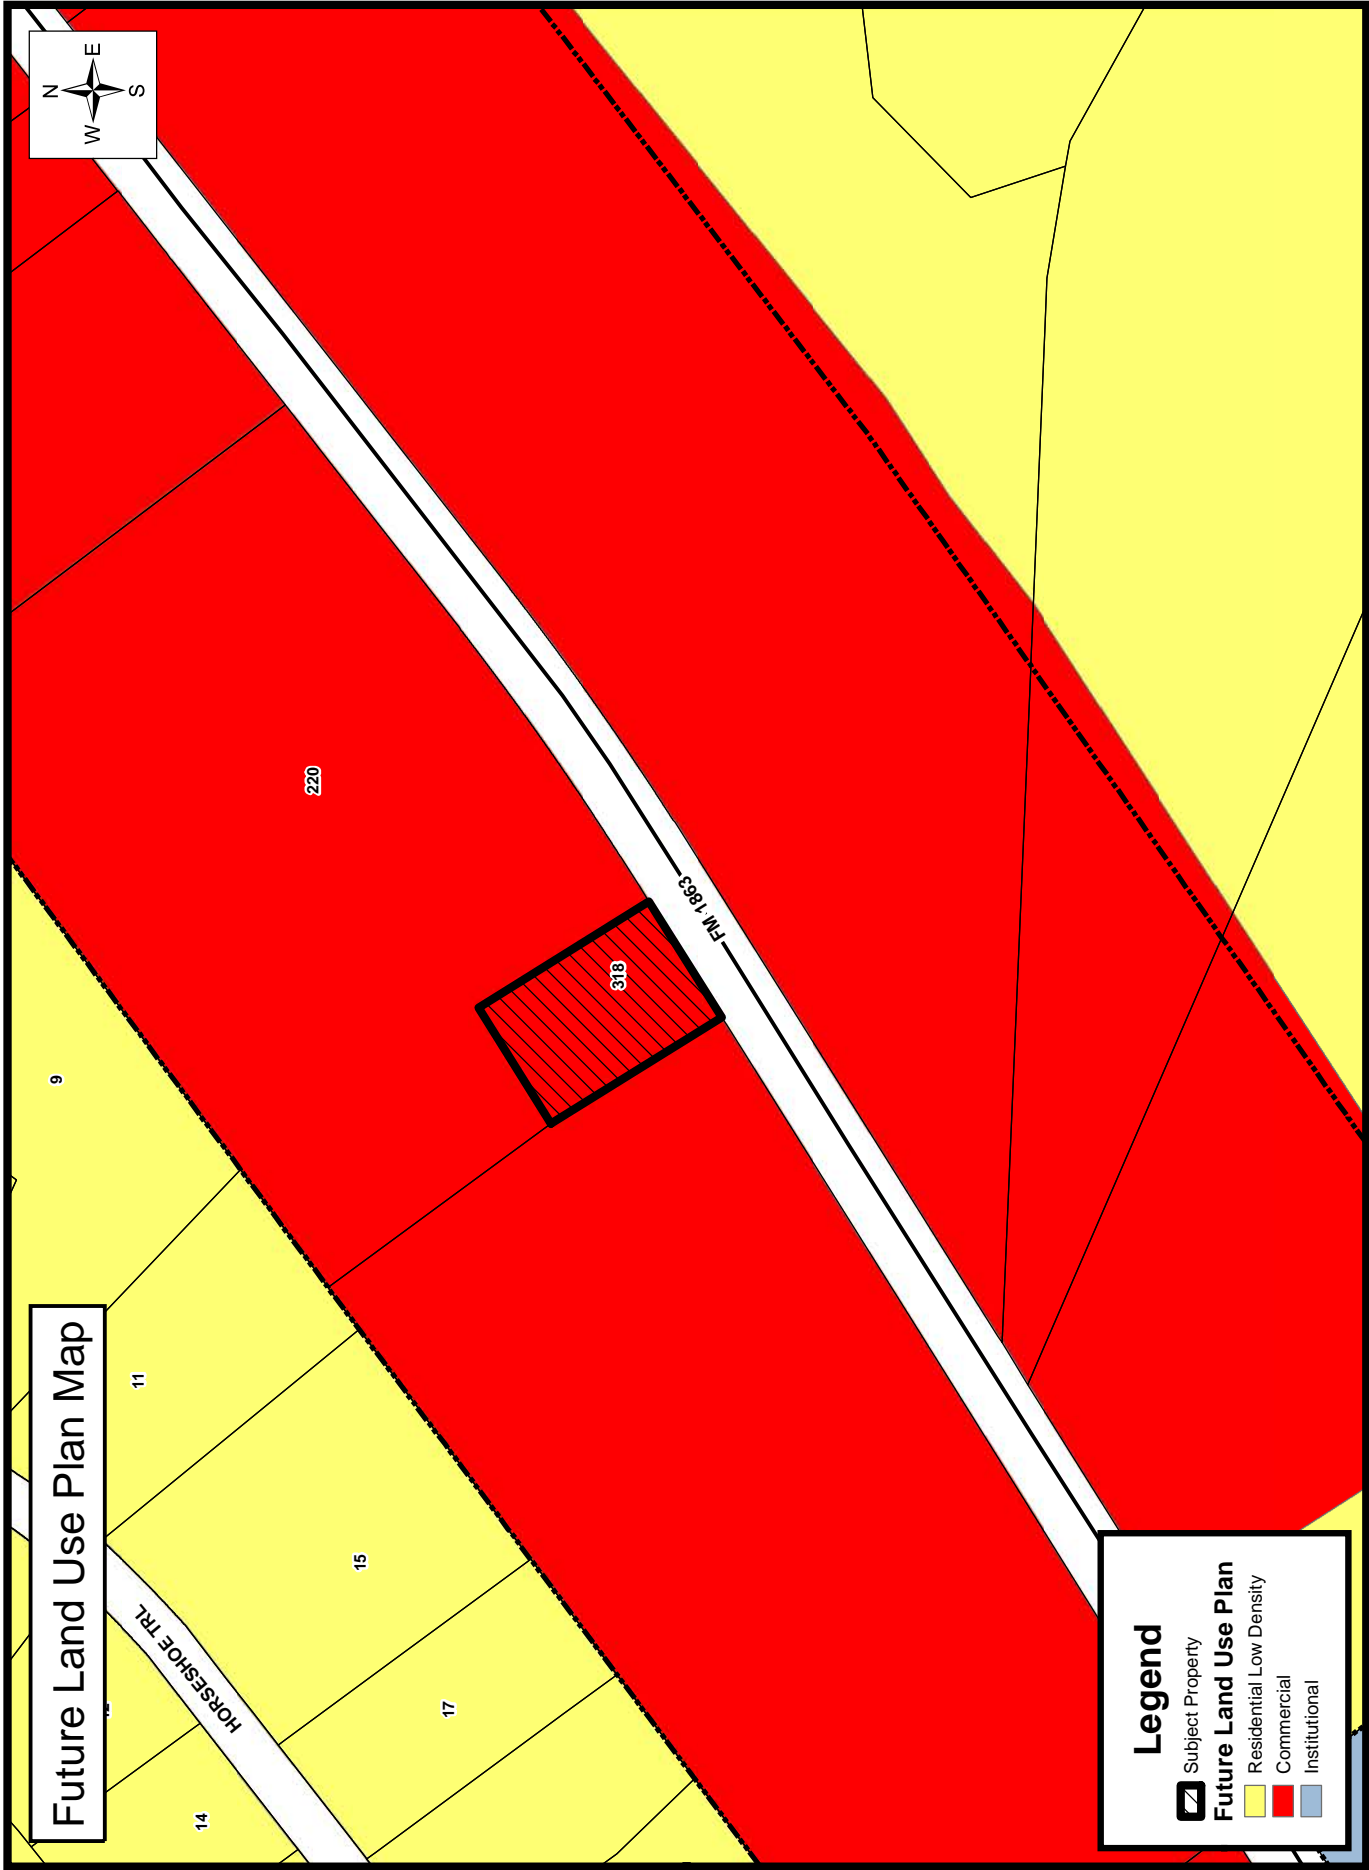 Future Land Use Plan Map
N
E
S
W
9
11
15
17
14
HORSESHOE TRL
220
318
FM 1863
Legend
Subject Property
Future Land Use Plan
Residential Low Density
Commercial
Institutional